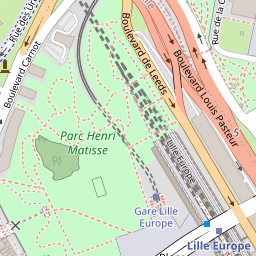 Rue des Ur
Boulevard Carnot
Boulevard de Leeds
Boulevard Louis Pasteur
Rue de la C
Parc Henri
Matisse
Lille Europe
Gare Lille
Europe
Lille Europe